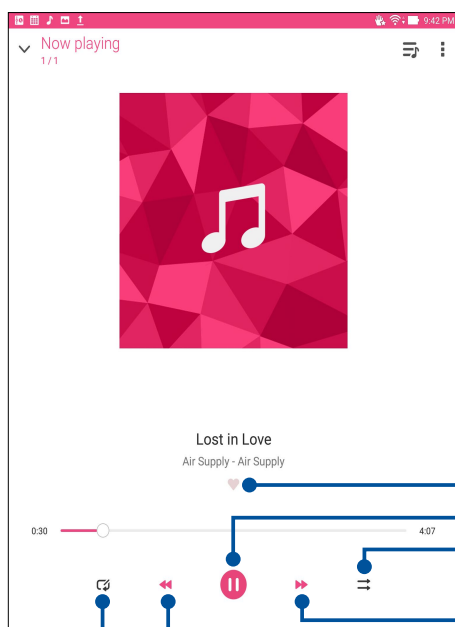 9:42 PM
Now playing
1 / 1
Lost in Love
Air Supply - Air Supply
0:30
4:07